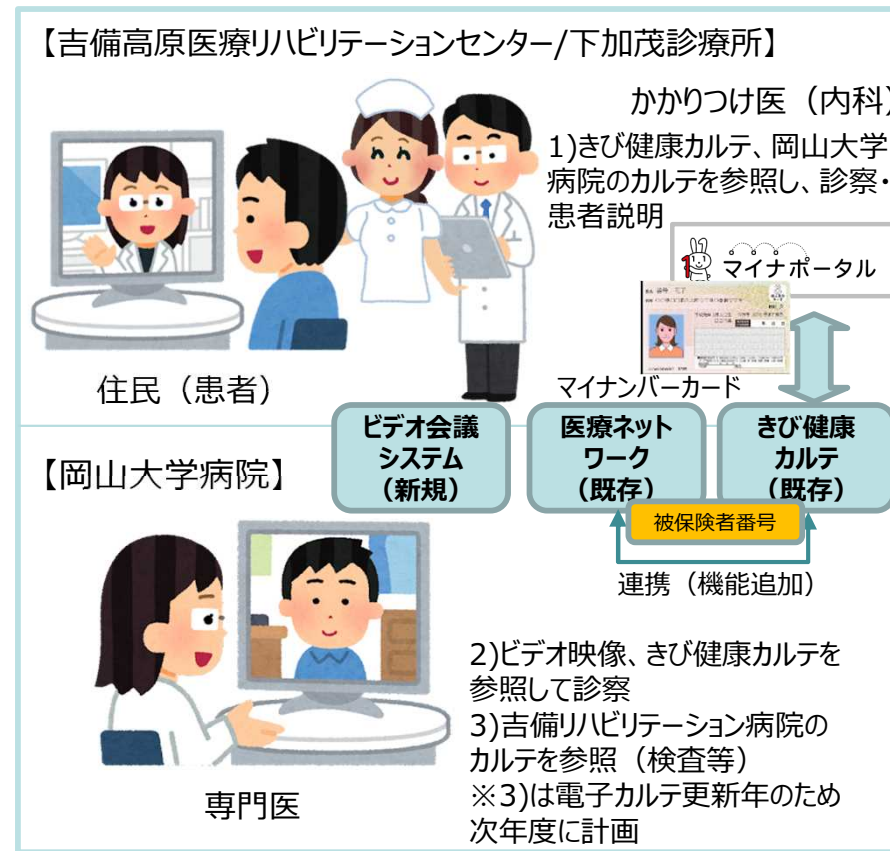 【吉備高原医療リハビリテーションセンター/下加茂診療所】
かかりつけ医（内科）
1)きび健康カルテ、岡山大学
病院のカルテを参照し、診察・
患者説明
マイナポータル
マイナンバーカード
住民（患者）
ビデオ会議
システム
（新規）
医療ネット
ワーク
（既存）
きび健康
カルテ
（既存）
被保険者番号
連携（機能追加）
【岡山大学病院】
2)ビデオ映像、きび健康カルテを
参照して診察
3)吉備リハビリテーション病院の
カルテを参照（検査等）
※3)は電子カルテ更新年のため
次年度に計画
専門医